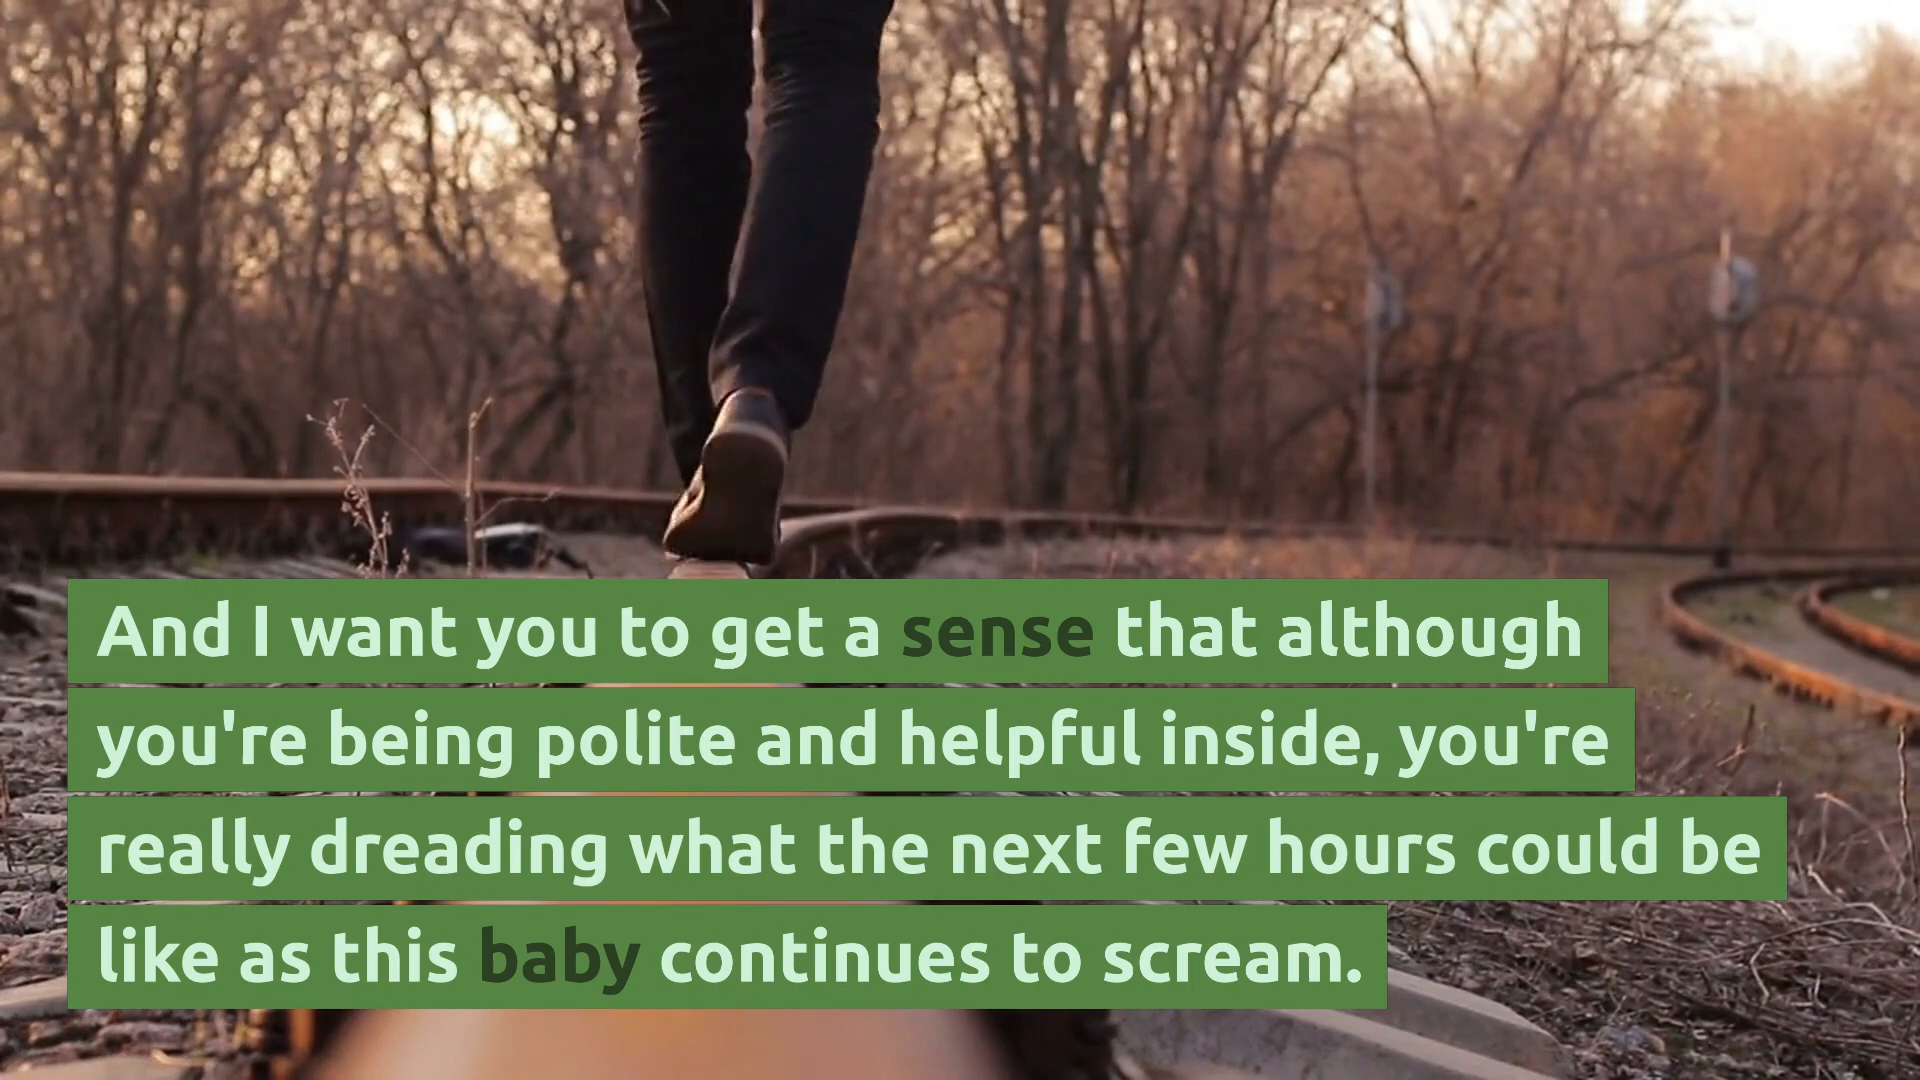 And I want you to get a sense that although
you're being polite and helpful inside, you're
really dreading what the next few hours could be
like as this baby continues to scream.